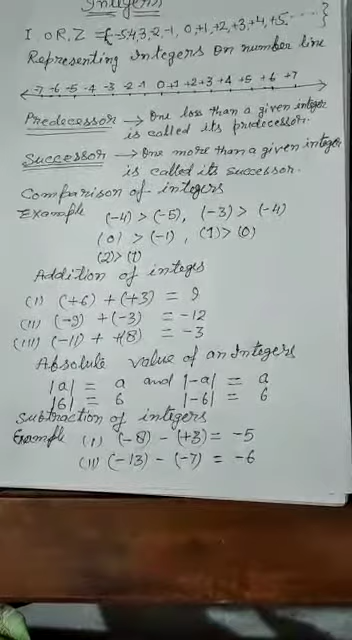 Integers
I OR, Z = {-5,4,3,-2,-1, 0,+1,+2,+3,+4,+5.....}
Representing integers on number line
-7 -6 -5 -4 -3 -2 -1 0 +1 +2 +3 +4 +5 +6 +7
Predecessor → One loss than a given integer
is called its predecessor.
Successor → One more than a given integer
is called its successor.
Comparison of integers
Example (-4) > (-5), (-3) > (-4)
(0) > (-1), (1) > (0)
(2) > (1)
Addition of integers
(I) (+6) + (+3) = 9
(II) (-9) + (-3) = -12
(III) (-11) + +(8) = -3
Absolute value of an Integers
|a| = a and |-a| = a
|6| = 6 |-6| = 6
Subtraction of integers
Example (I) (-8) - (+3) = -5
(II) (-13) - (-7) = -6